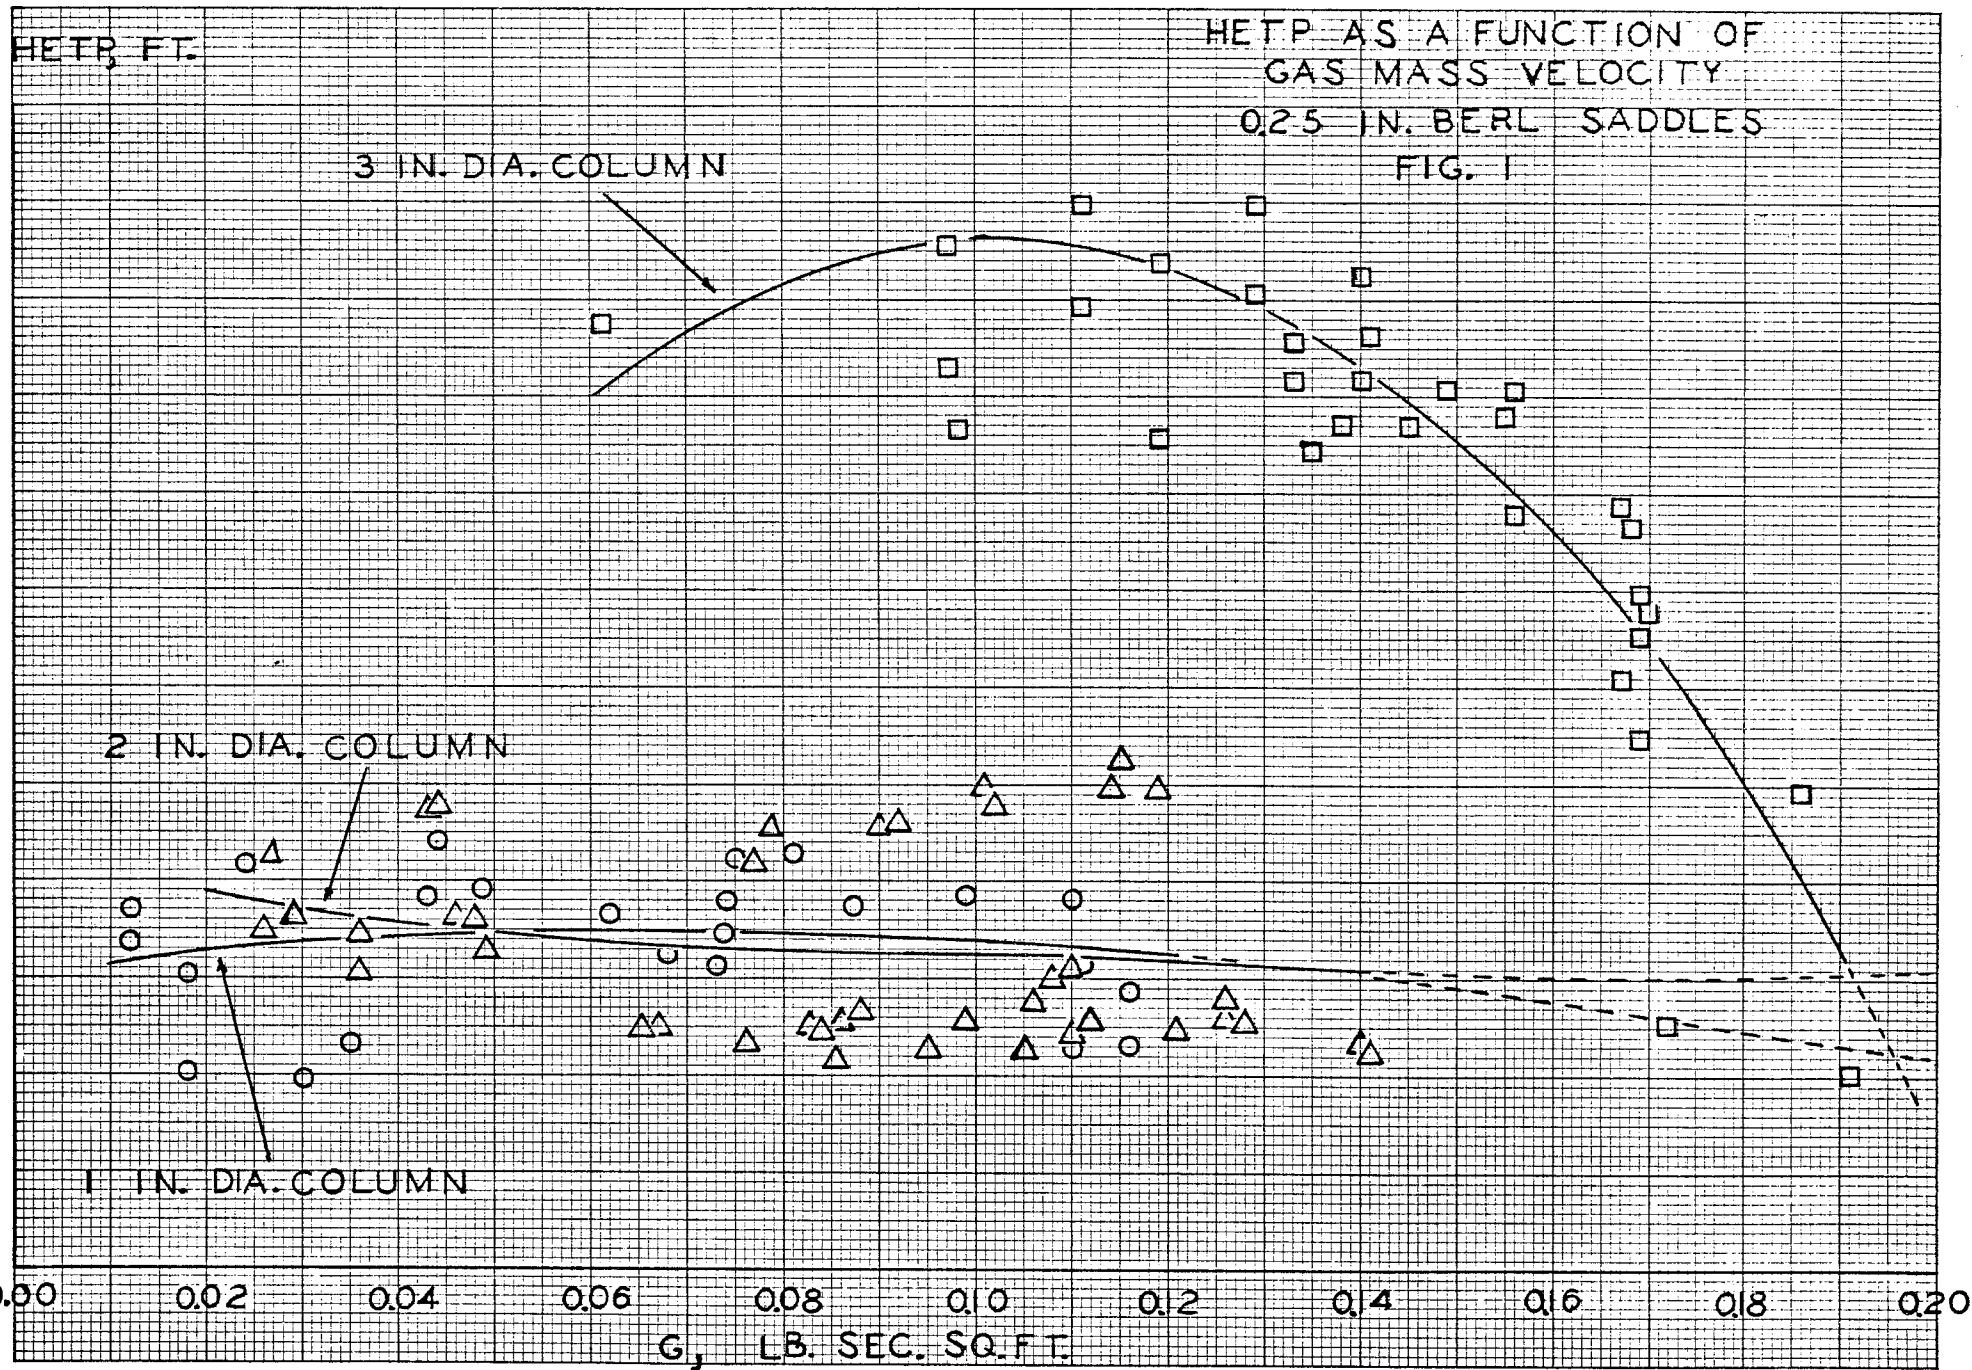 HETP, FT.
HETP AS A FUNCTION OF
GAS MASS VELOCITY
0.25 IN. BERL SADDLES
FIG. 1
3 IN. DIA. COLUMN
2 IN. DIA. COLUMN
1 IN. DIA. COLUMN
0.00 0.02 0.04 0.06 0.08 0.10 0.12 0.14 0.16 0.18 0.20
G, LB. SEC. SQ. FT.